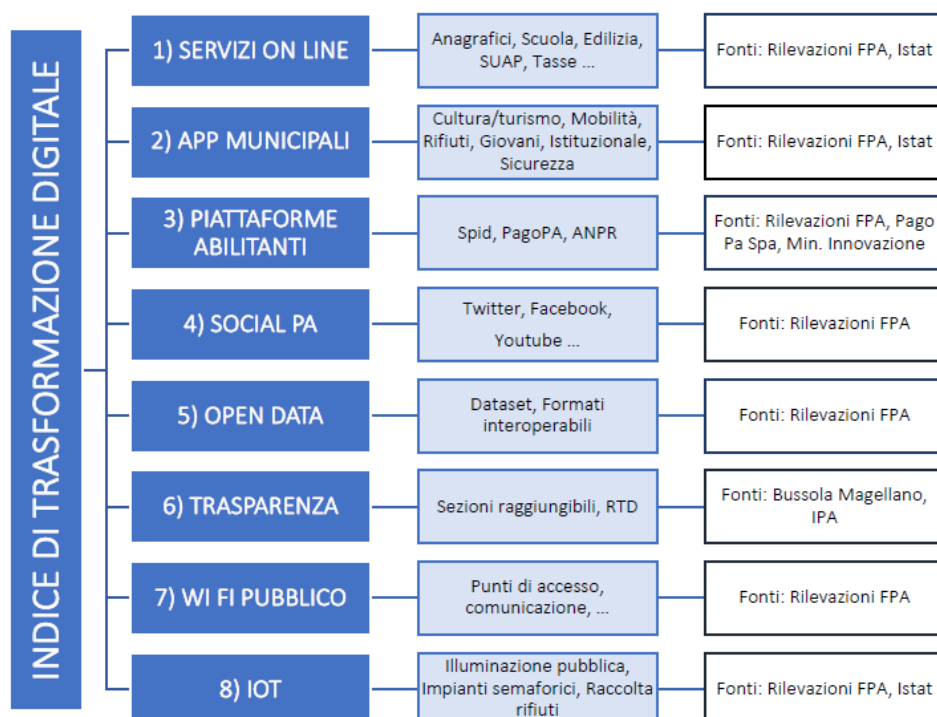 INDICE DI TRASFORMAZIONE DIGITALE
1) SERVIZI ON LINE
Anagrafici, Scuola, Edilizia,
SUAP, Tasse ...
Fonti: Rilevazioni FPA, Istat
2) APP MUNICIPALI
Cultura/turismo, Mobilità,
Rifiuti, Giovani, Istituzionale,
Sicurezza
Fonti: Rilevazioni FPA, Istat
3) PIATTAFORME
ABILITANTI
Spid, PagoPA, ANPR
Fonti: Rilevazioni FPA, Pago
Pa Spa, Min. Innovazione
4) SOCIAL PA
Twitter, Facebook,
Youtube ...
Fonti: Rilevazioni FPA
5) OPEN DATA
Dataset, Formati
interoperabili
Fonti: Rilevazioni FPA
6) TRASPARENZA
Sezioni raggiungibili, RTD
Fonti: Bussola Magellano,
IPA
7) WI FI PUBBLICO
Punti di accesso,
comunicazione, ...
Fonti: Rilevazioni FPA
8) IOT
Illuminazione pubblica,
Impianti semaforici, Raccolta
rifiuti
Fonti: Rilevazioni FPA, Istat